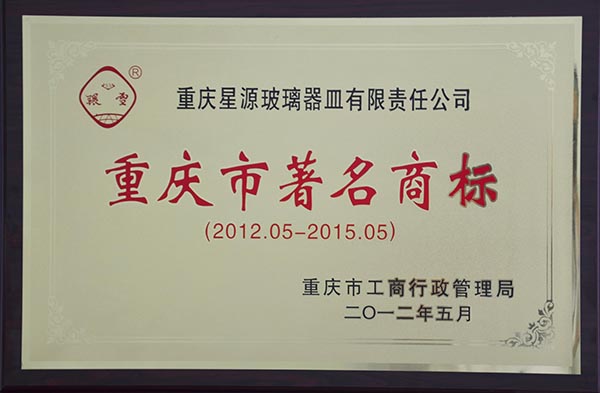 ®
重庆星源玻璃器皿有限责任公司
重庆市著名商标
(2012.05-2015.05)
重庆市工商行政管理局
二〇一二年五月